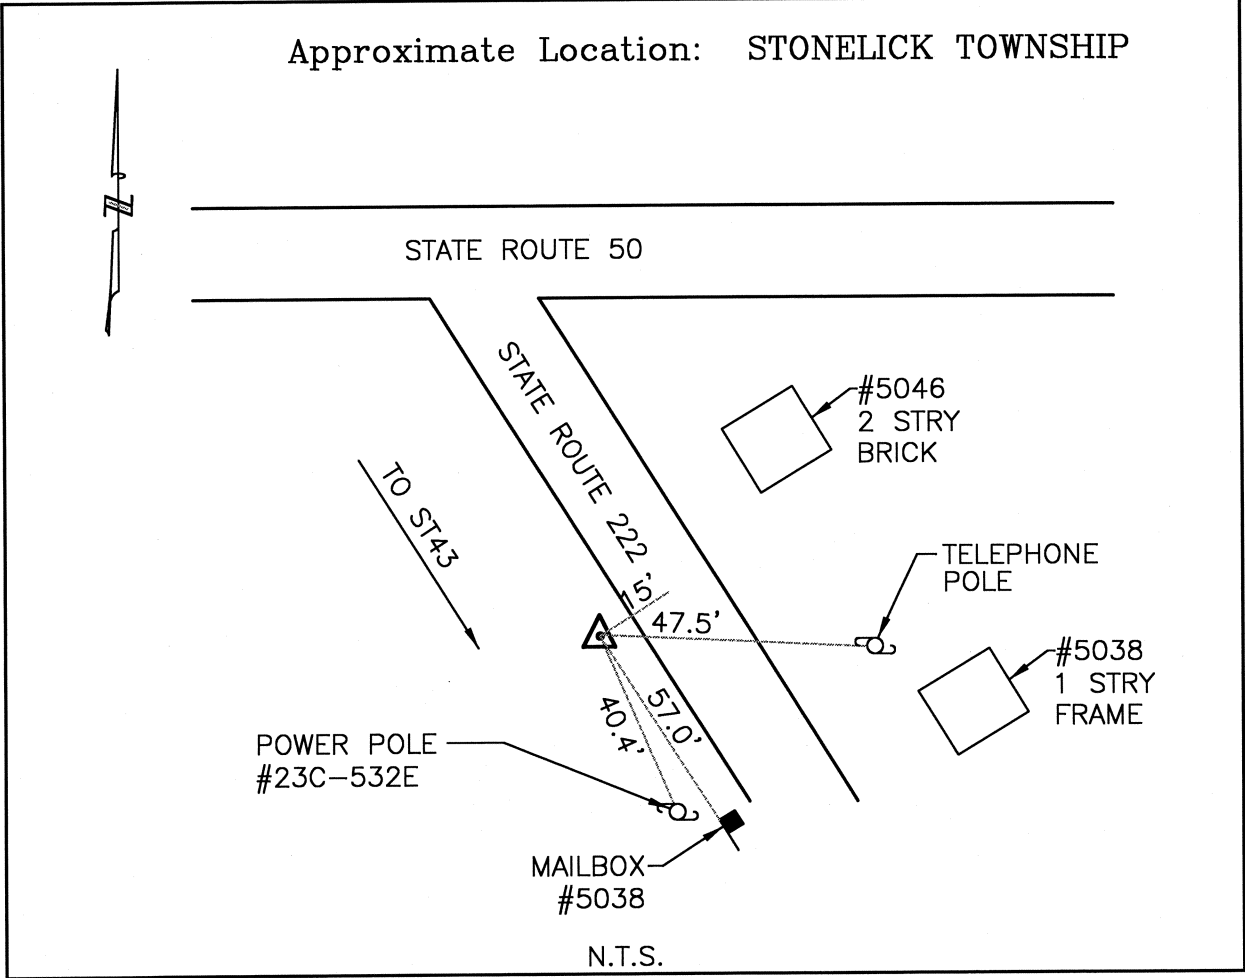 Approximate Location: STONELICK TOWNSHIP
N
STATE ROUTE 50
STATE ROUTE 222
#5046
2 STRY
BRICK
TO ST43
TELEPHONE
POLE
5'
47.5'
#5038
1 STRY
FRAME
57.0'
40.4'
POWER POLE
#23C-532E
MAILBOX
#5038
N.T.S.